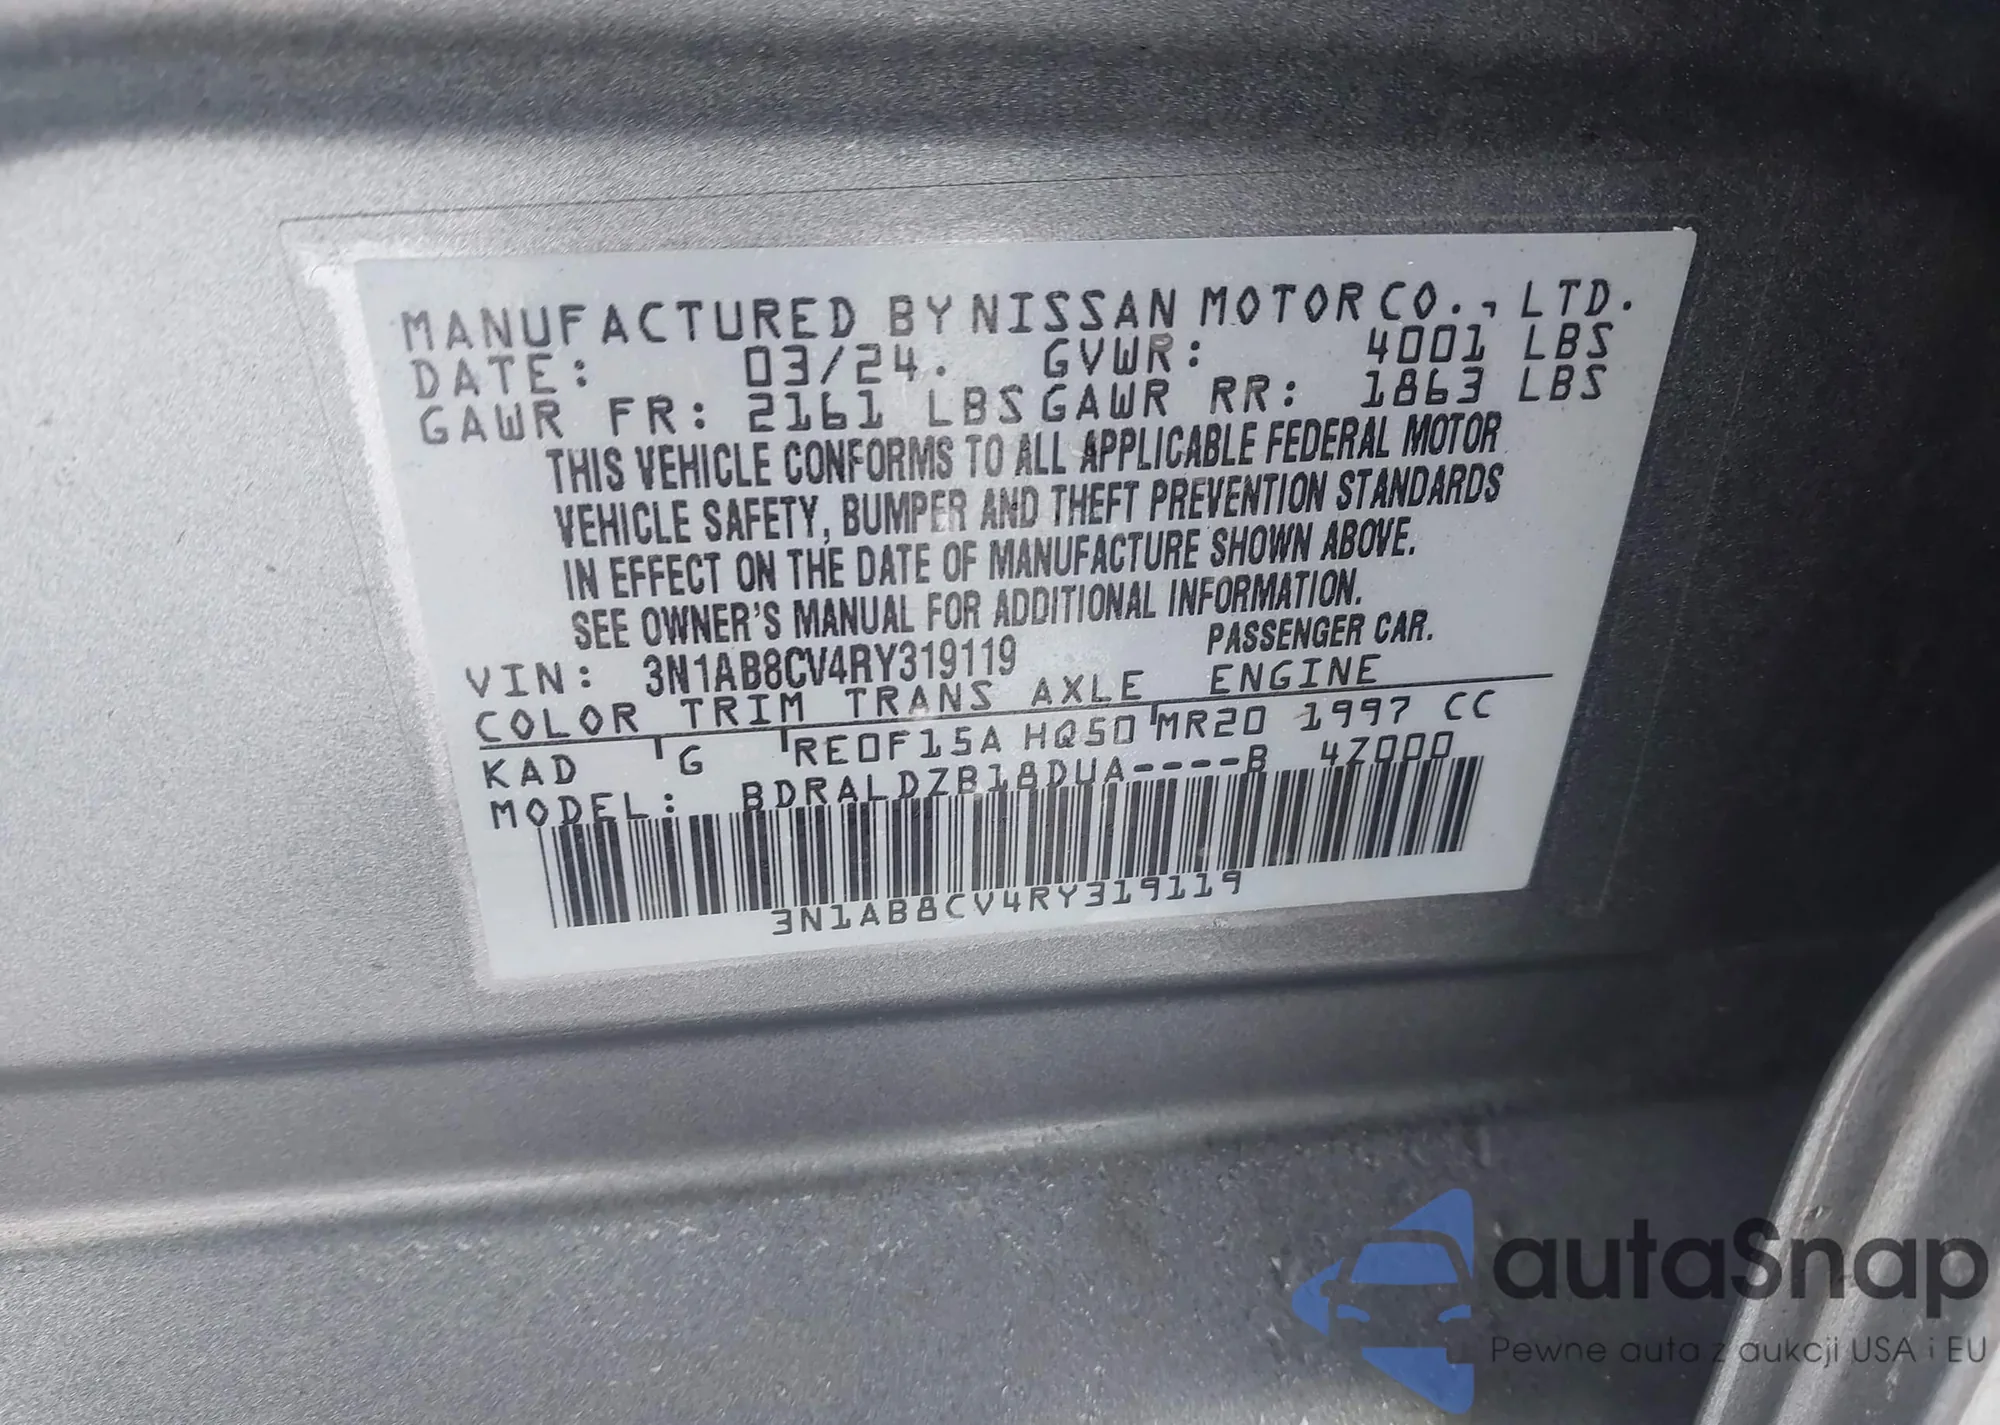 MANUFACTURED BY NISSAN MOTOR CO., LTD.
DATE: 03/24. GVWR: 4001 LBS
GAWR FR: 2161 LBS GAWR RR: 1863 LBS
THIS VEHICLE CONFORMS TO ALL APPLICABLE FEDERAL MOTOR
VEHICLE SAFETY, BUMPER AND THEFT PREVENTION STANDARDS
IN EFFECT ON THE DATE OF MANUFACTURE SHOWN ABOVE.
SEE OWNER'S MANUAL FOR ADDITIONAL INFORMATION.
VIN: 3N1AB8CV4RY319119 PASSENGER CAR.
COLOR TRIM TRANS AXLE ENGINE
KAD G RE0F15A HQ50 MR20 1997 CC
MODEL: BDRALDZB18DUA----B 4Z000
3N1AB8CV4RY319119
autaSnap
Pewne auta z aukcji USA i EU